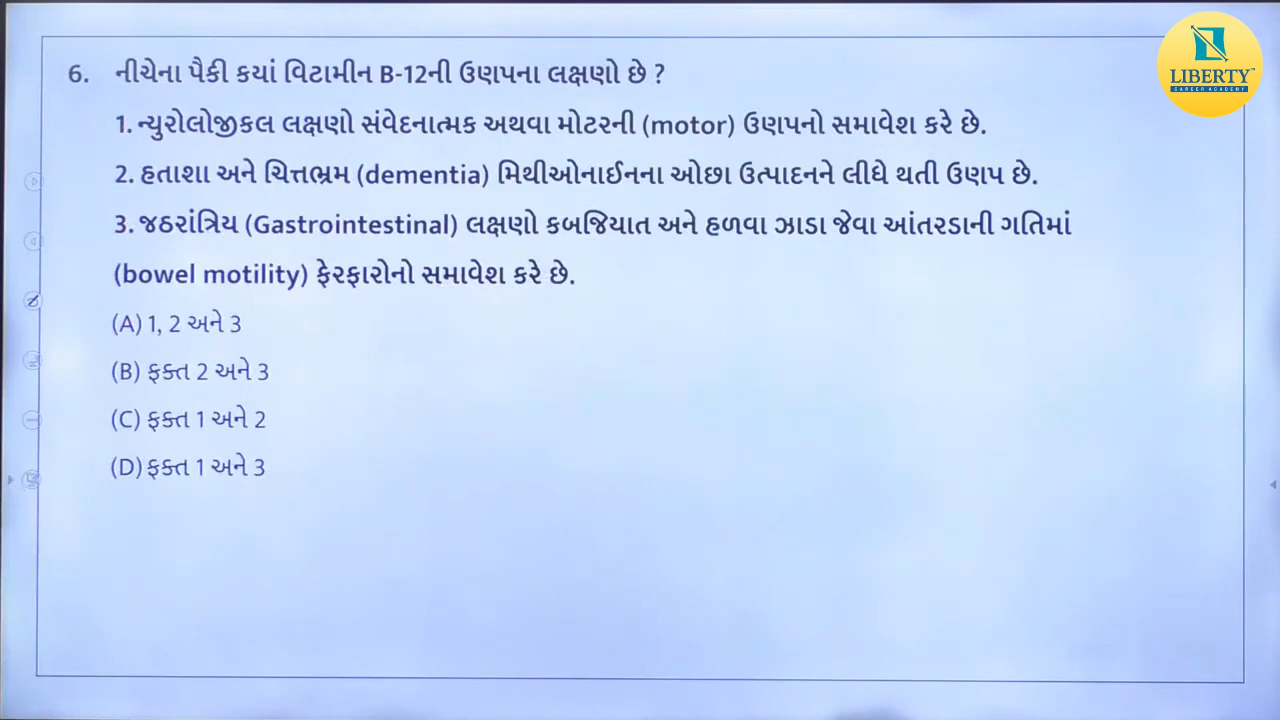 LIBERTY™
CAREER ACADEMY
6. નીચેના પૈકી કયાં વિટામીન B-12ની ઉણપના લક્ષણો છે ?
1. ન્યુરોલોજીકલ લક્ષણો સંવેદનાત્મક અથવા મોટરની (motor) ઉણપનો સમાવેશ કરે છે.
2. હતાશા અને ચિત્તભ્રમ (dementia) મિથીઓનાઈનના ઓછા ઉત્પાદનને લીધે થતી ઉણપ છે.
3. જઠરાંત્રિય (Gastrointestinal) લક્ષણો કબજિયાત અને હળવા ઝાડા જેવા આંતરડાની ગતિમાં
(bowel motility) ફેરફારોનો સમાવેશ કરે છે.
(A) 1, 2 અને 3
(B) ફક્ત 2 અને 3
(C) ફક્ત 1 અને 2
(D) ફક્ત 1 અને 3